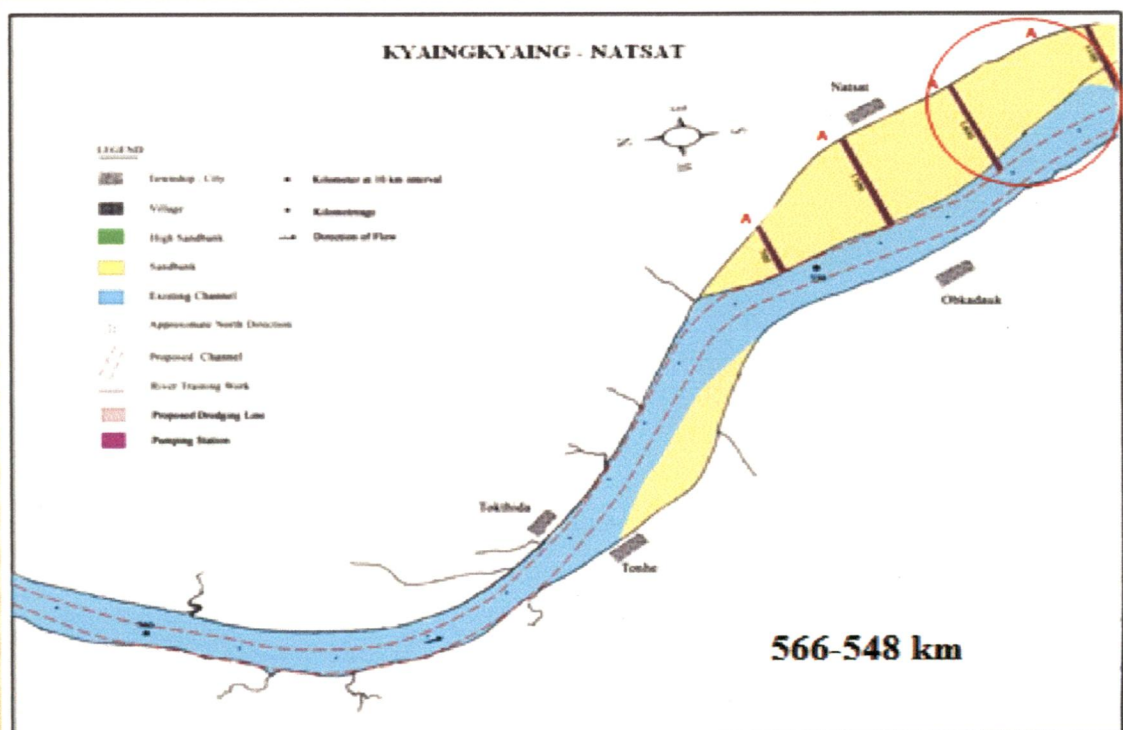 KYAINGKYAING - NATSAT
A
A
A
A
Natsat
N
S
LEGEND
Township / City
Kilometer at 10 km interval
Village
Kilometreage
High Sandbank
Direction of Flow
Sandbank
Existing Channel
Approximate North Direction
Proposed Channel
River Training Work
Proposed Dredging Line
Pumping Station
Obkadauk
Tokthida
Tonhe
566-548 km